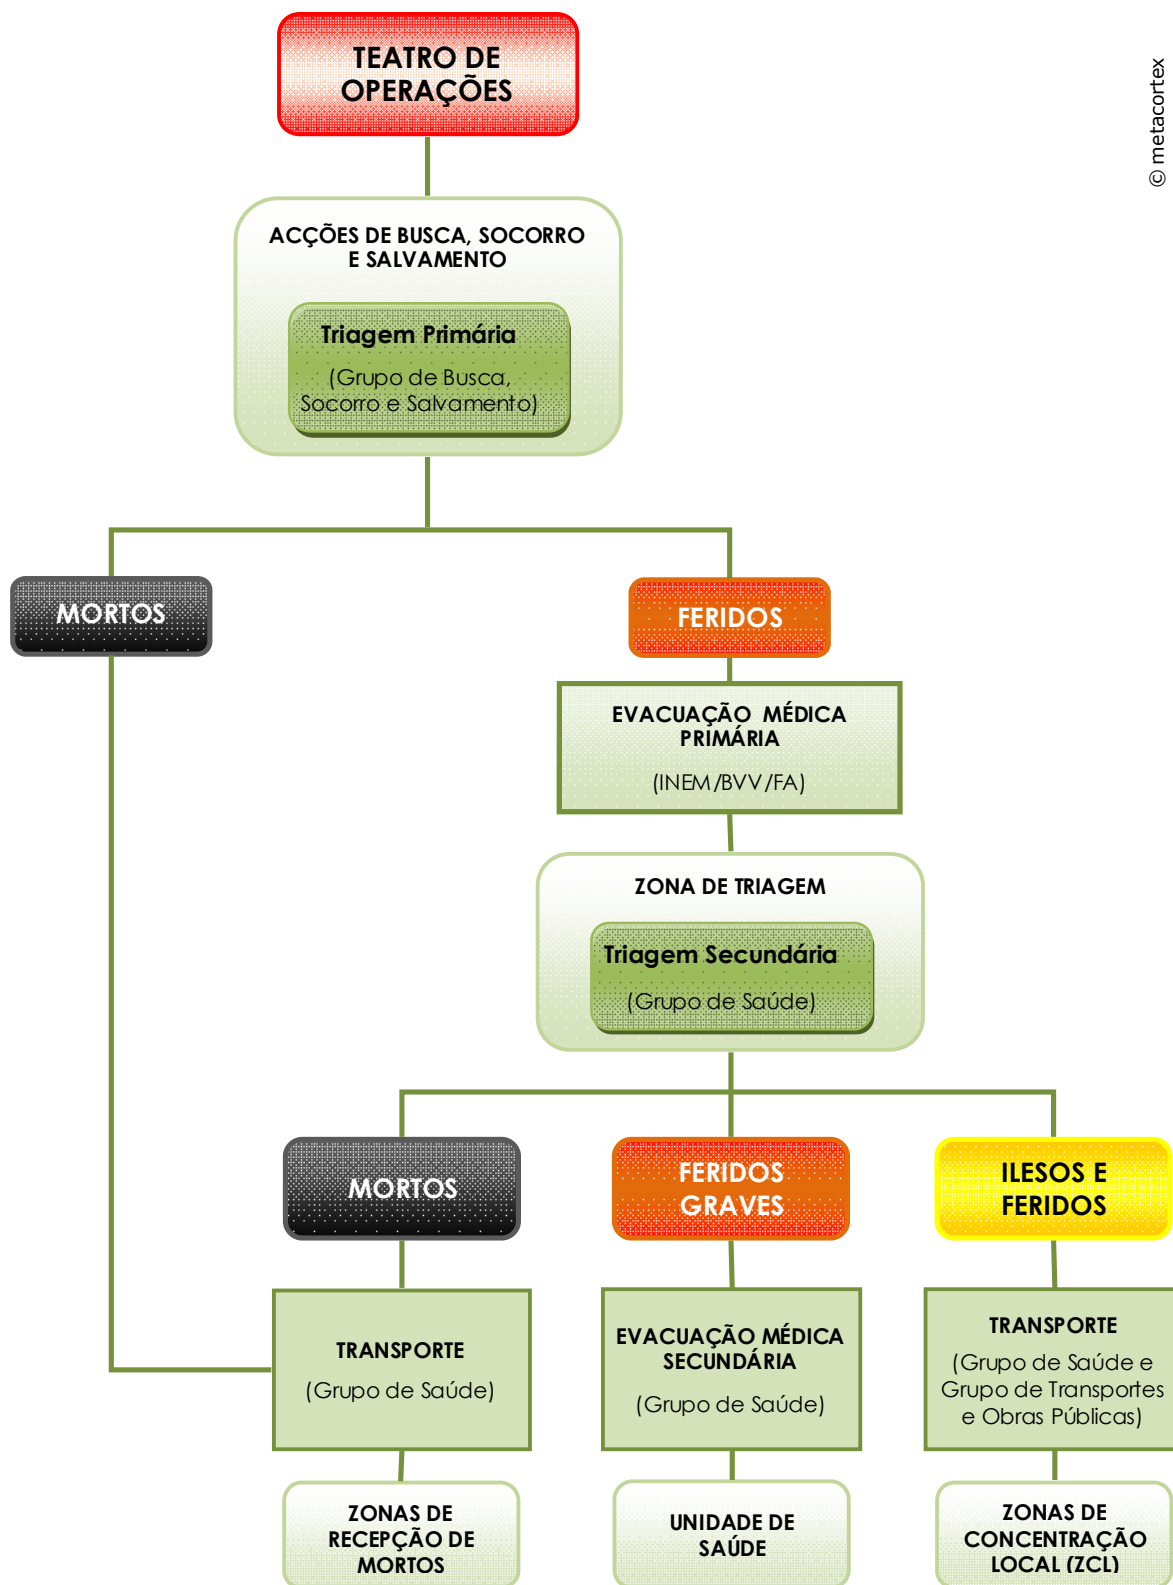 TEATRO DE
OPERAÇÕES
© metacortex
ACÇÕES DE BUSCA, SOCORRO
E SALVAMENTO
Triagem Primária
(Grupo de Busca,
Socorro e Salvamento)
MORTOS
FERIDOS
EVACUAÇÃO MÉDICA
PRIMÁRIA
(INEM/BVV/FA)
ZONA DE TRIAGEM
Triagem Secundária
(Grupo de Saúde)
MORTOS
FERIDOS
GRAVES
ILESOS E
FERIDOS
TRANSPORTE
(Grupo de Saúde)
EVACUAÇÃO MÉDICA
SECUNDÁRIA
(Grupo de Saúde)
TRANSPORTE
(Grupo de Saúde e
Grupo de Transportes
e Obras Públicas)
ZONAS DE
RECEPÇÃO DE
MORTOS
UNIDADE DE
SAÚDE
ZONAS DE
CONCENTRAÇÃO
LOCAL (ZCL)